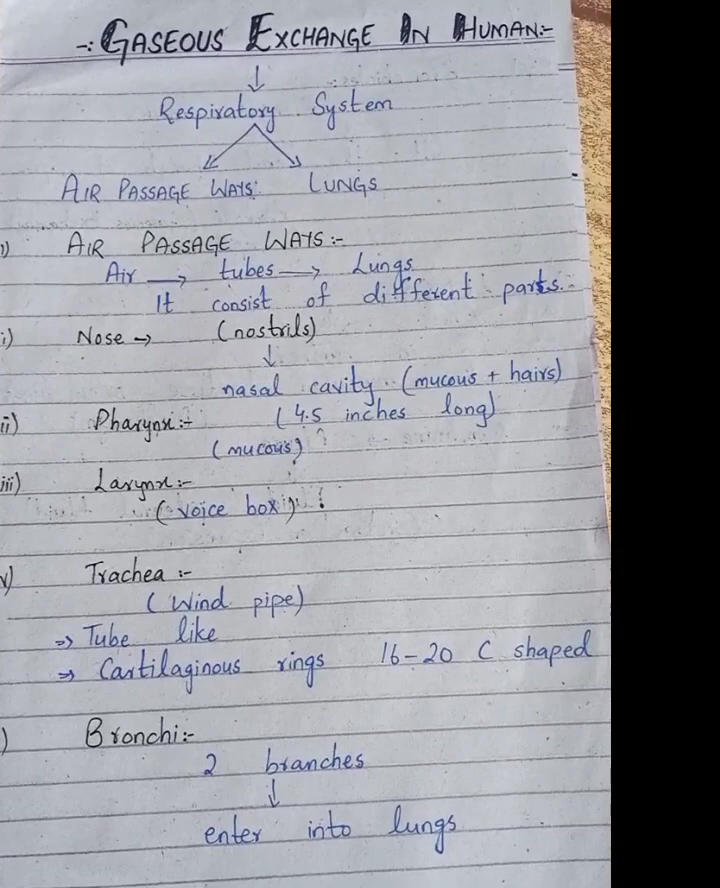 -: GASEOUS EXCHANGE IN HUMAN:-
↓
Respiratory System
AIR PASSAGE WAYS LUNGS
1) AIR PASSAGE WAYS:-
Air → tubes → Lungs
It consist of different parts.
i) Nose → (nostrils)
↓
nasal cavity (mucous + hairs)
ii) Pharynx:- (4.5 inches long)
(mucous)
iii) Larynx:-
(voice box)
v) Trachea :-
(Wind pipe)
⇒ Tube like
⇒ Cartilaginous rings 16-20 C shaped
) Bronchi:-
2 branches
↓
enter into lungs